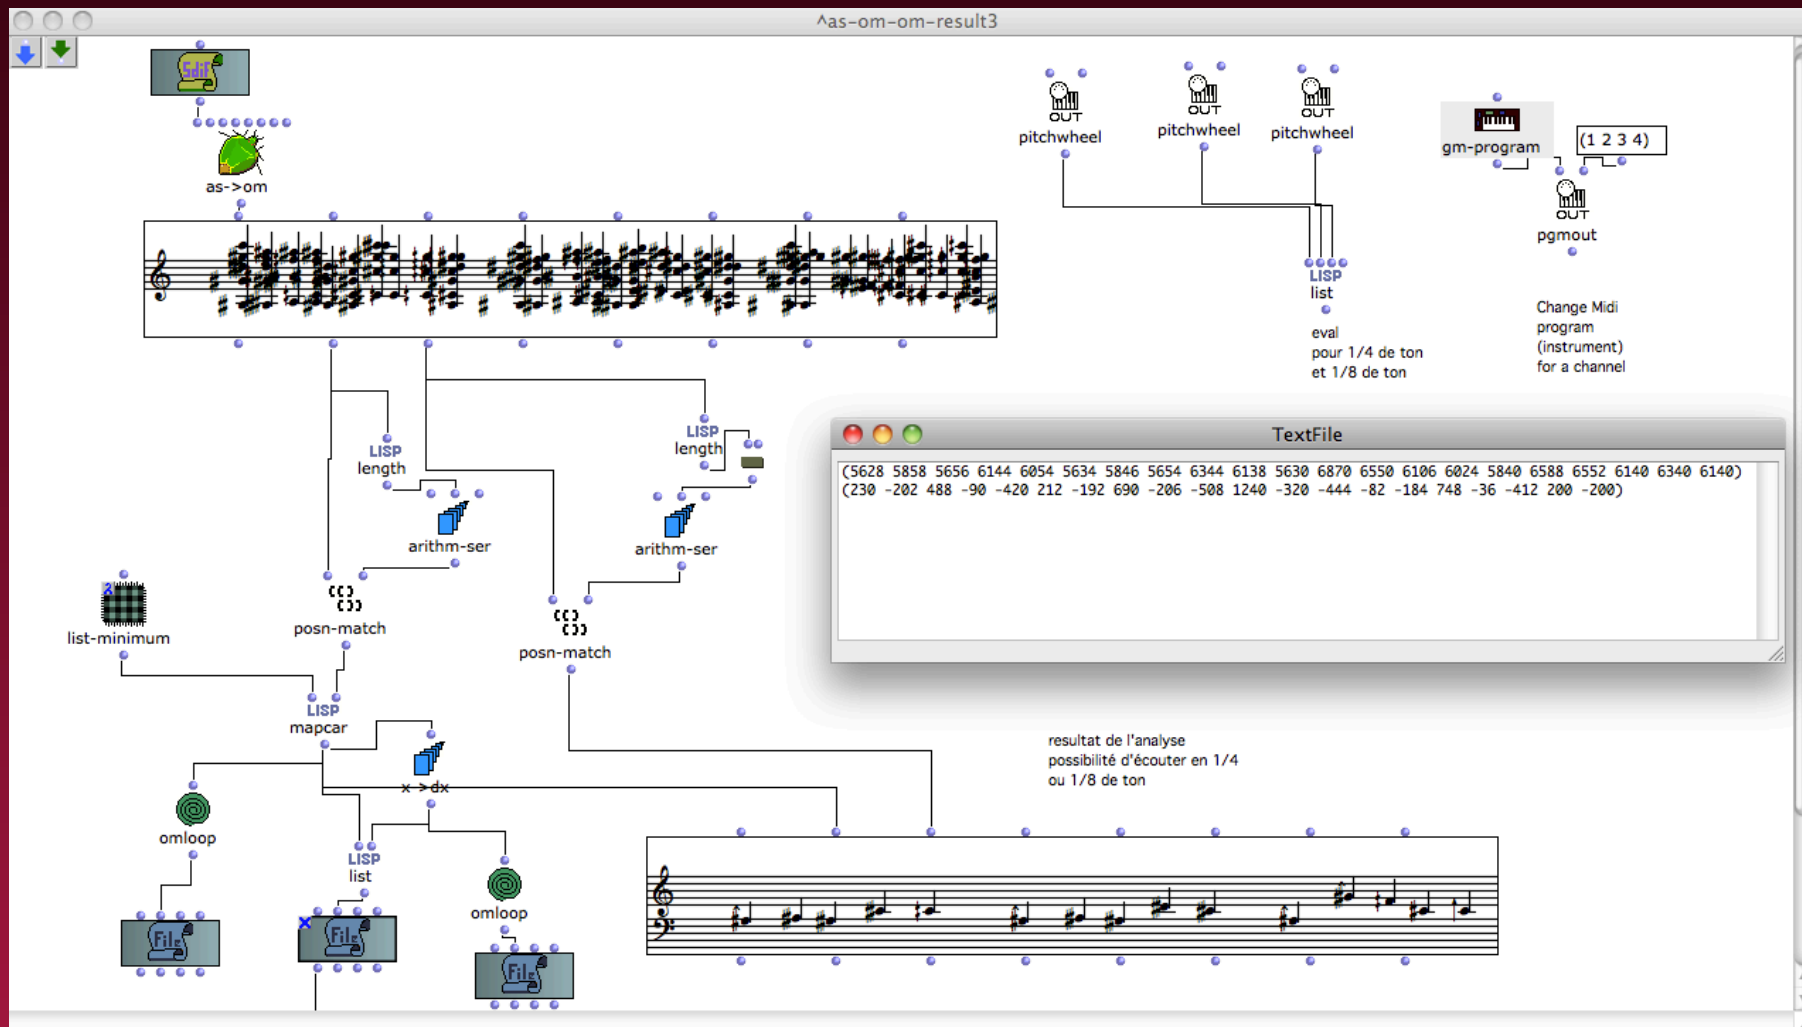 ^as-om-om-result3
Sdif
as->om
OUT
pitchwheel
OUT
pitchwheel
OUT
pitchwheel
gm-program
(1 2 3 4)
OUT
pgmout
LISP
list
eval
pour 1/4 de ton
et 1/8 de ton
Change Midi
program
(instrument)
for a channel
LISP
length
LISP
length
arithm-ser
arithm-ser
TextFile
(5628 5858 5656 6144 6054 5634 5846 5654 6344 6138 5630 6870 6550 6106 6024 5840 6588 6552 6140 6340 6140)
(230 -202 488 -90 -420 212 -192 690 -206 -508 1240 -320 -444 -82 -184 748 -36 -412 200 -200)
list-minimum
posn-match
posn-match
LISP
mapcar
x->dx
resultat de l'analyse
possibilité d'écouter en 1/4
ou 1/8 de ton
omloop
LISP
list
omloop
File
File
File